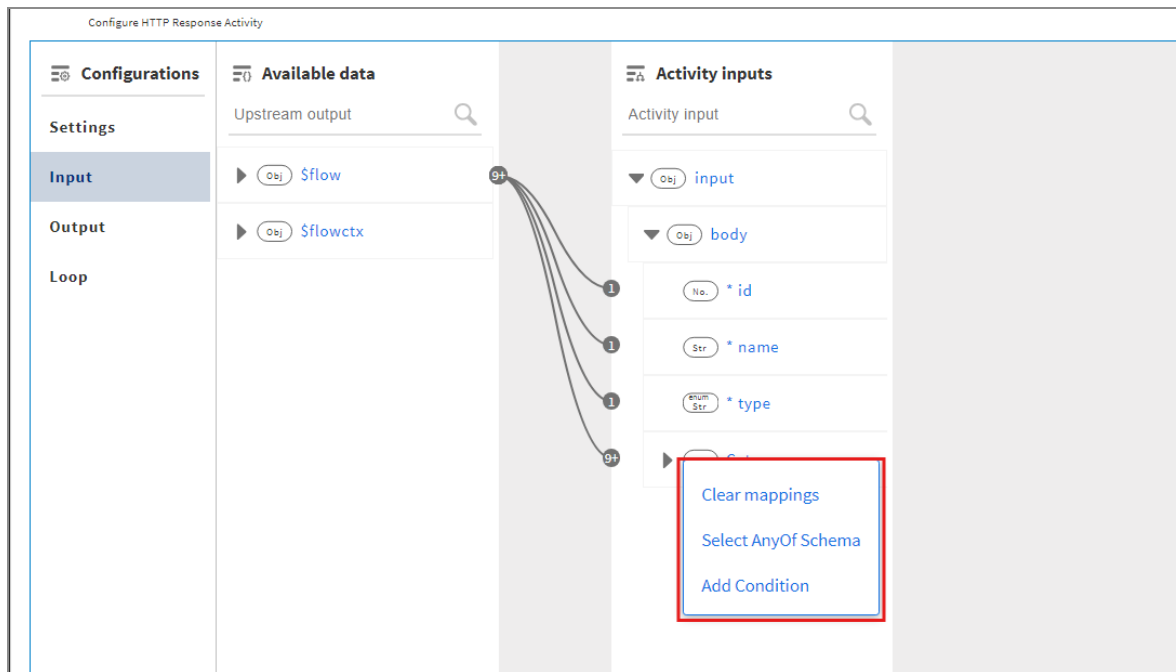 Configure HTTP Response Activity
Configurations
Settings
Input
Output
Loop
Available data
Upstream output
Obj $flow
9+
Obj $flowctx
Activity inputs
Activity input
Obj input
Obj body
1
No. * id
1
Str * name
1
enum
Str * type
9+
Clear mappings
Select AnyOf Schema
Add Condition